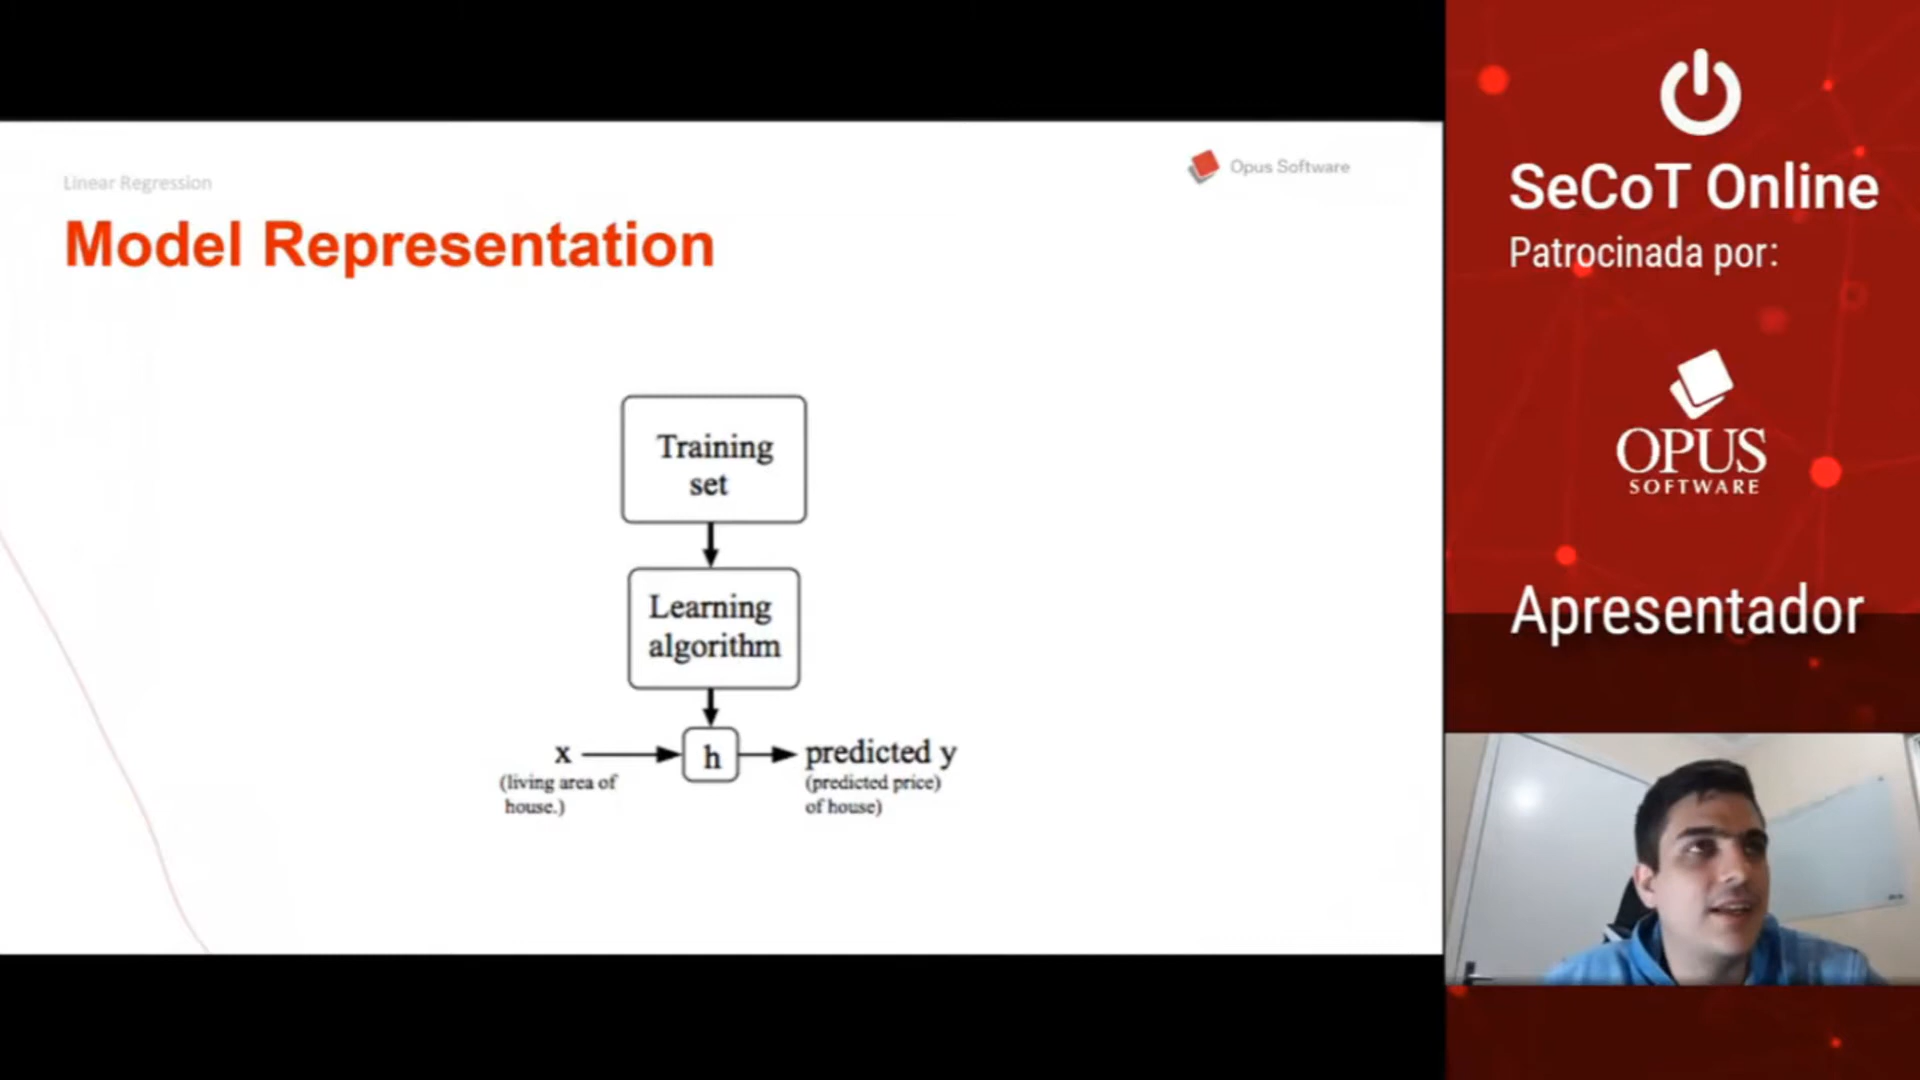 Linear Regression
Opus Software
Model Representation
Training
set
Learning
algorithm
x
h
predicted y
(living area of
house.)
(predicted price)
of house)
SeCoT Online
Patrocinada por:
OPUS
SOFTWARE
Apresentador